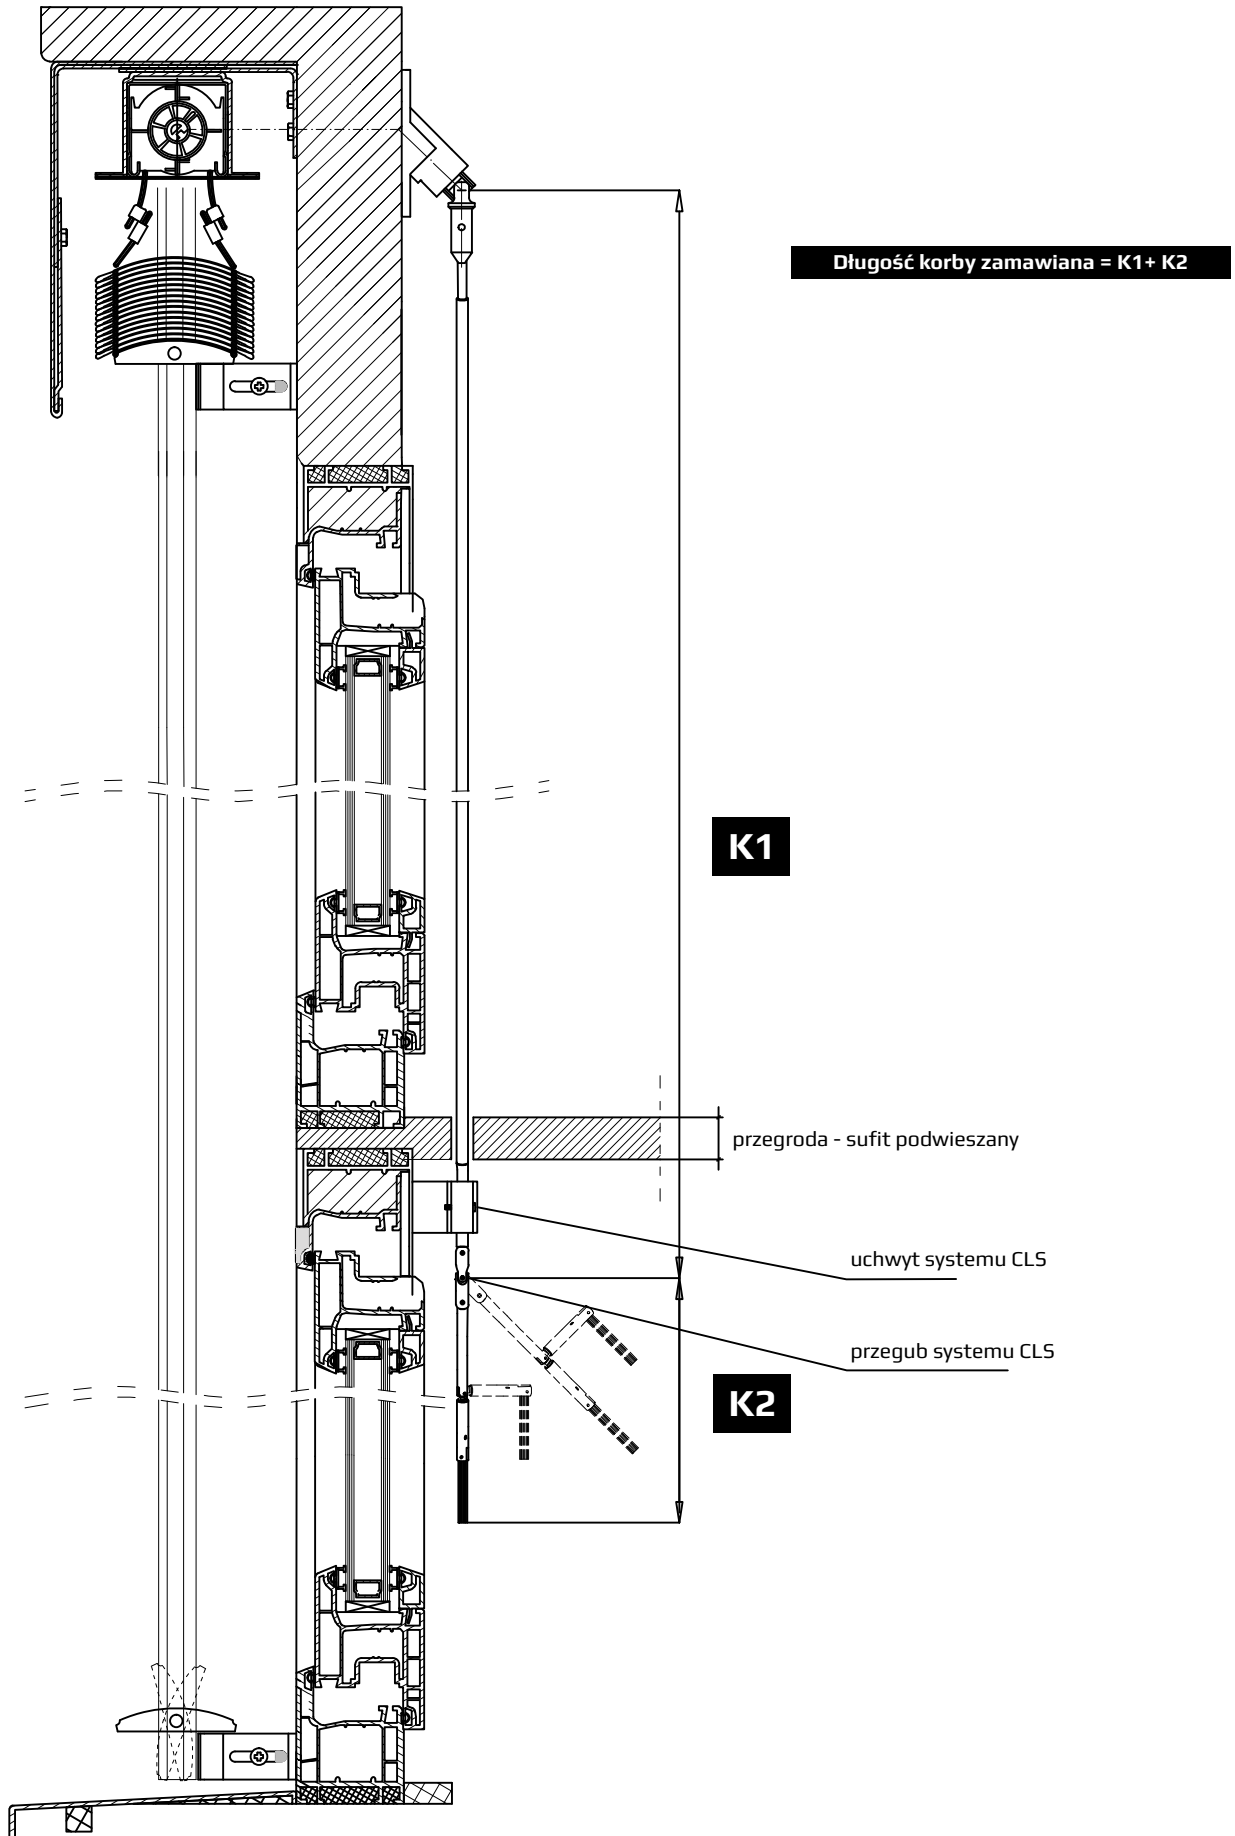 Długość korby zamawiana = K1+ K2
K1
przegroda - sufit podwieszany
uchwyt systemu CLS
przegub systemu CLS
K2